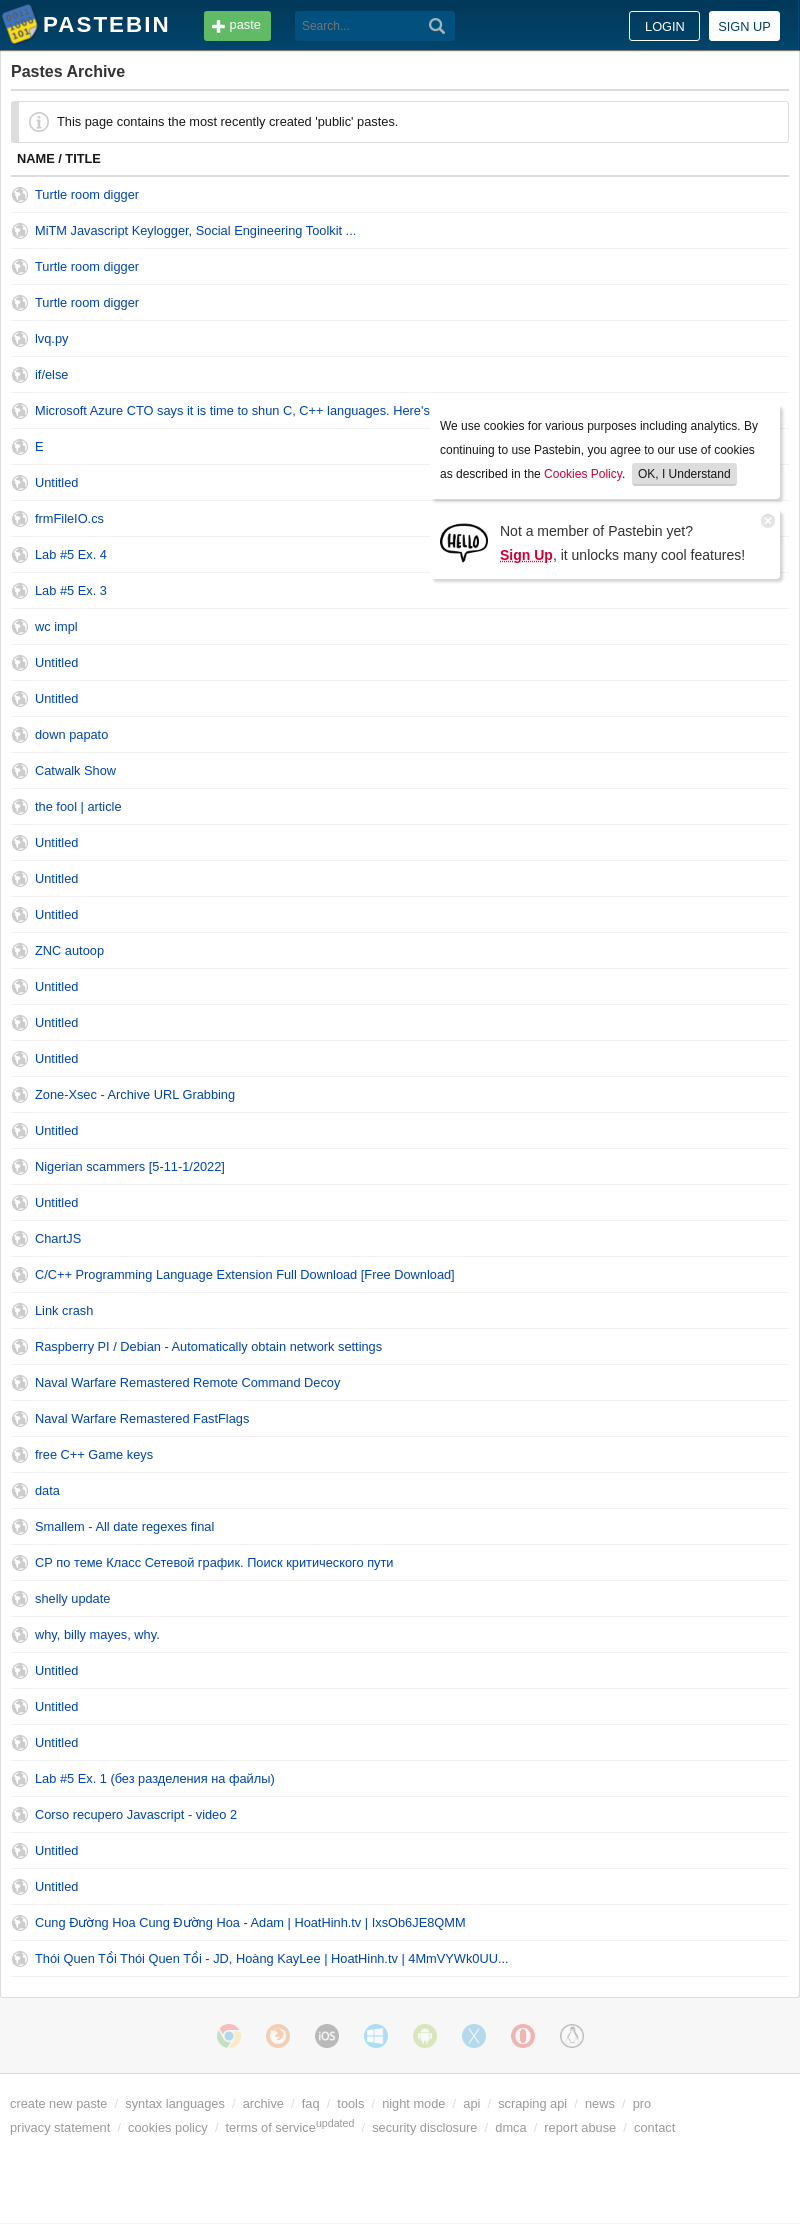 PASTEBIN
paste
Search...
LOGIN
SIGN UP
Pastes Archive
This page contains the most recently created 'public' pastes.
NAME / TITLE
Turtle room digger
MiTM Javascript Keylogger, Social Engineering Toolkit ...
Turtle room digger
Turtle room digger
lvq.py
if/else
Microsoft Azure CTO says it is time to shun C, C++ languages. Here's
We use cookies for various purposes including analytics. By
continuing to use Pastebin, you agree to our use of cookies
as described in the Cookies Policy. OK, I Understand
E
Untitled
frmFileIO.cs
HELLO
Not a member of Pastebin yet?
Sign Up, it unlocks many cool features!
Lab #5 Ex. 4
Lab #5 Ex. 3
wc impl
Untitled
Untitled
down papato
Catwalk Show
the fool | article
Untitled
Untitled
Untitled
ZNC autoop
Untitled
Untitled
Untitled
Zone-Xsec - Archive URL Grabbing
Untitled
Nigerian scammers [5-11-1/2022]
Untitled
ChartJS
C/C++ Programming Language Extension Full Download [Free Download]
Link crash
Raspberry PI / Debian - Automatically obtain network settings
Naval Warfare Remastered Remote Command Decoy
Naval Warfare Remastered FastFlags
free C++ Game keys
data
Smallem - All date regexes final
СР по теме Класс Сетевой график. Поиск критического пути
shelly update
why, billy mayes, why.
Untitled
Untitled
Untitled
Lab #5 Ex. 1 (без разделения на файлы)
Corso recupero Javascript - video 2
Untitled
Untitled
Cung Đường Hoa Cung Đường Hoa - Adam | HoatHinh.tv | IxsOb6JE8QMM
Thói Quen Tồi Thói Quen Tồi - JD, Hoàng KayLee | HoatHinh.tv | 4MmVYWk0UU...
iOS
create new paste / syntax languages / archive / faq / tools / night mode / api / scraping api / news / pro
privacy statement / cookies policy / terms of service updated / security disclosure / dmca / report abuse / contact